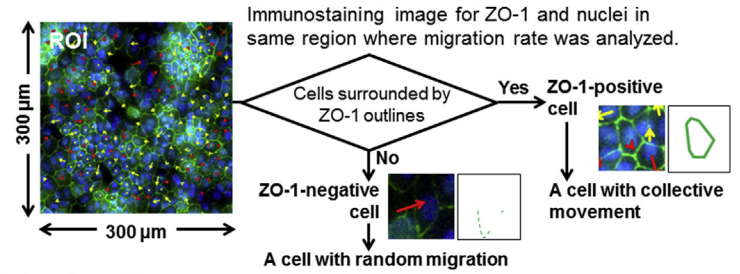 Immunostaining image for ZO-1 and nuclei in
same region where migration rate was analyzed.
ROI
300 μm
300 μm
Cells surrounded by
ZO-1 outlines
Yes
No
ZO-1-positive
cell
A cell with collective
movement
ZO-1-negative
cell
A cell with random migration